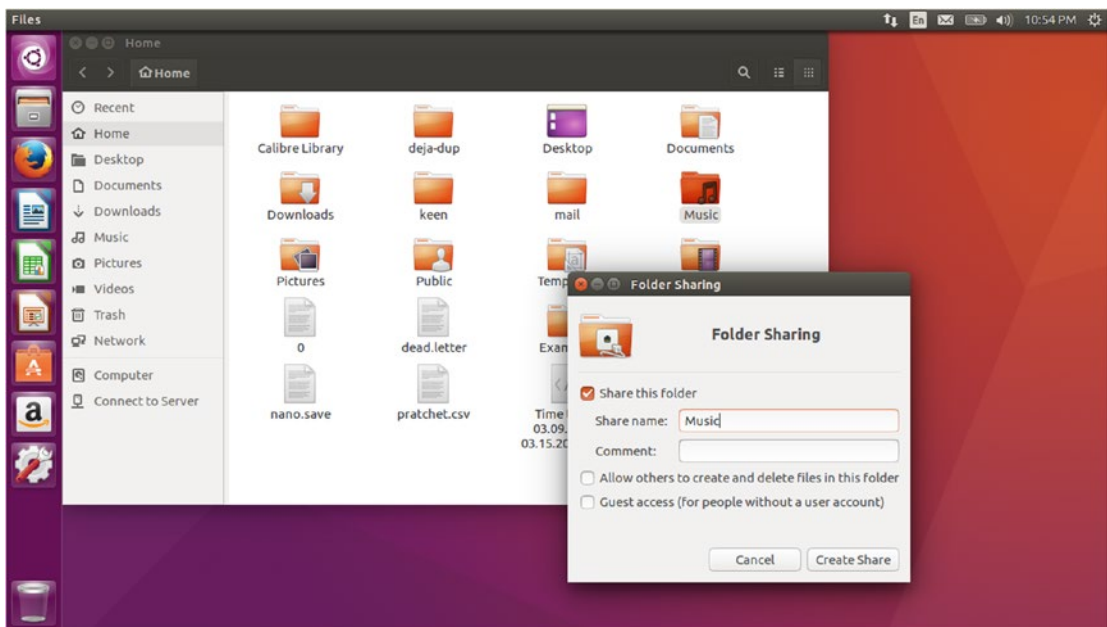 Files
En
10:54 PM
Home
Home
Recent
Home
Desktop
Documents
Downloads
Music
Pictures
Videos
Trash
Network
Computer
Connect to Server
Calibre Library deja-dup Desktop Documents
Downloads keen mail Music
Pictures Public
0 dead.letter
nano.save pratchet.csv Time
03.09.
Folder Sharing
Folder Sharing
Share this folder
Share name: Music
Comment:
Allow others to create and delete files in this folder
Guest access (for people without a user account)
Cancel Create Share